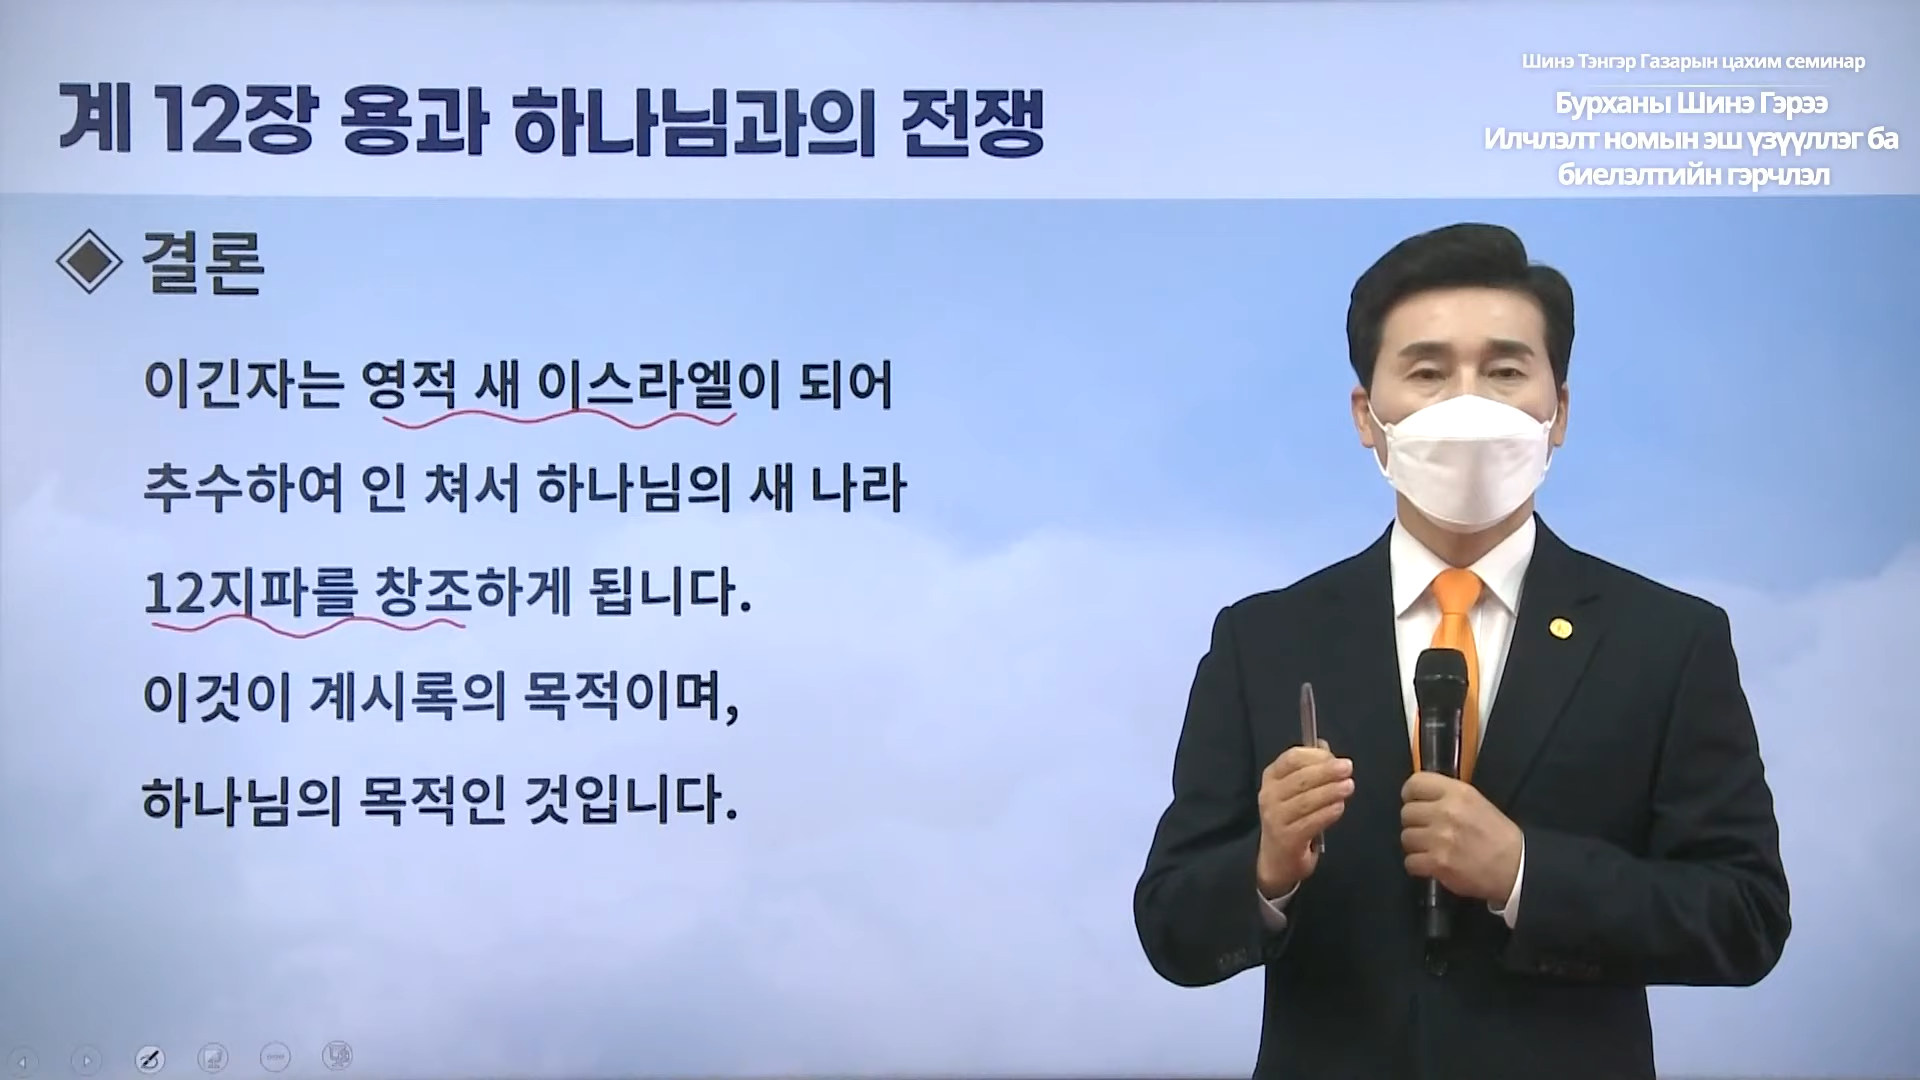 계 12장 용과 하나님과의 전쟁
Шинэ Тэнгэр Газарын цахим семинар
Бурханы Шинэ Гэрээ
Илчлэлт номын эш үзүүллэг ба
биелэлтийн гэрчлэл
결론
이긴자는 영적 새 이스라엘이 되어
추수하여 인 쳐서 하나님의 새 나라
12지파를 창조하게 됩니다.
이것이 계시록의 목적이며,
하나님의 목적인 것입니다.